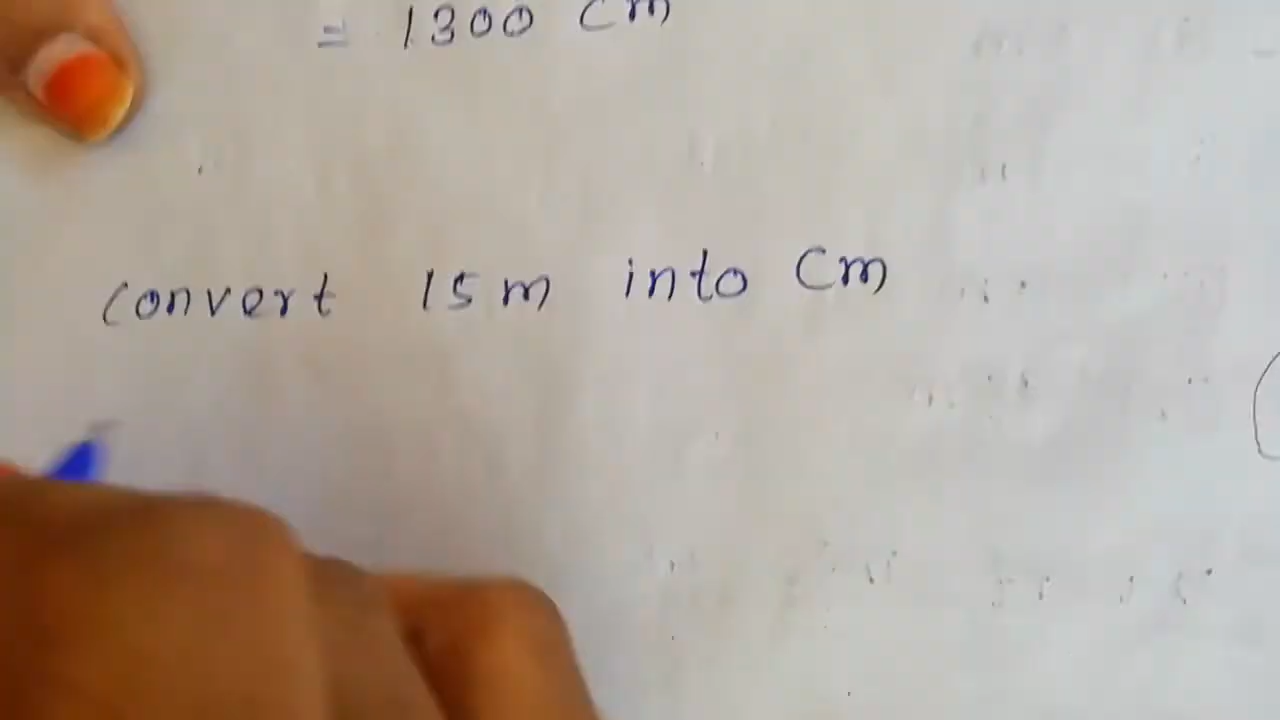 = 1300 cm
convert 15m into cm